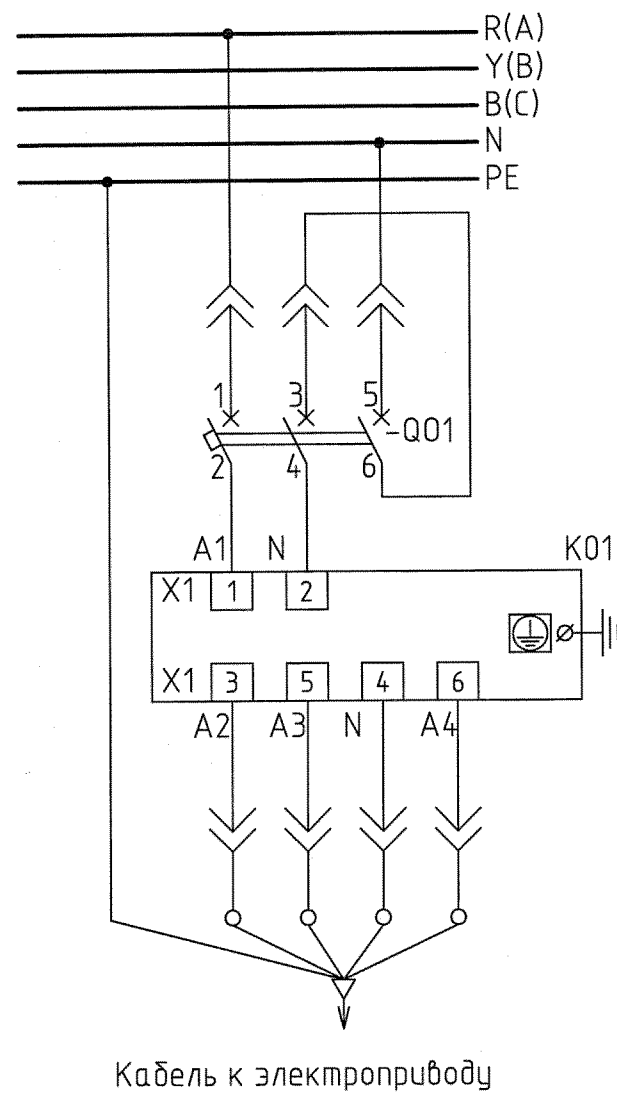 R(A)
Y(B)
B(C)
N
PE
1 3 5
-Q01
2 4 6
A1 N K01
X1 1 2
X1 3 5 4 6
A2 A3 N A4
Кабель к электроприводу